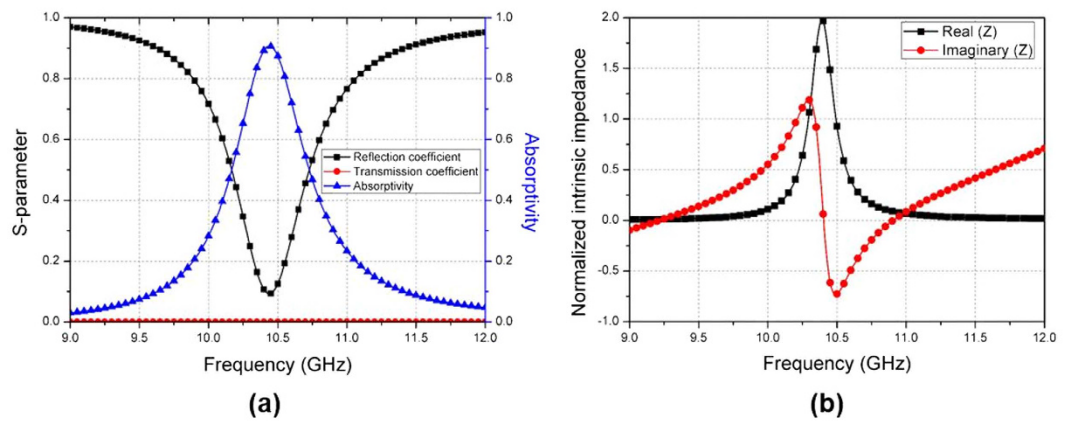 1.0
0.8
0.6
0.4
0.2
0.0
S-parameter
Reflection coefficient
Transmission coefficient
Absorptivity
1.0
0.8
0.6
0.4
0.2
0.0
Absorptivity
9.0 9.5 10.0 10.5 11.0 11.5 12.0
Frequency (GHz)
(a)
2.0
1.5
1.0
0.5
0.0
-0.5
-1.0
Normalized intrinsic impedance
Real (Z)
Imaginary (Z)
9.0 9.5 10.0 10.5 11.0 11.5 12.0
Frequency (GHz)
(b)